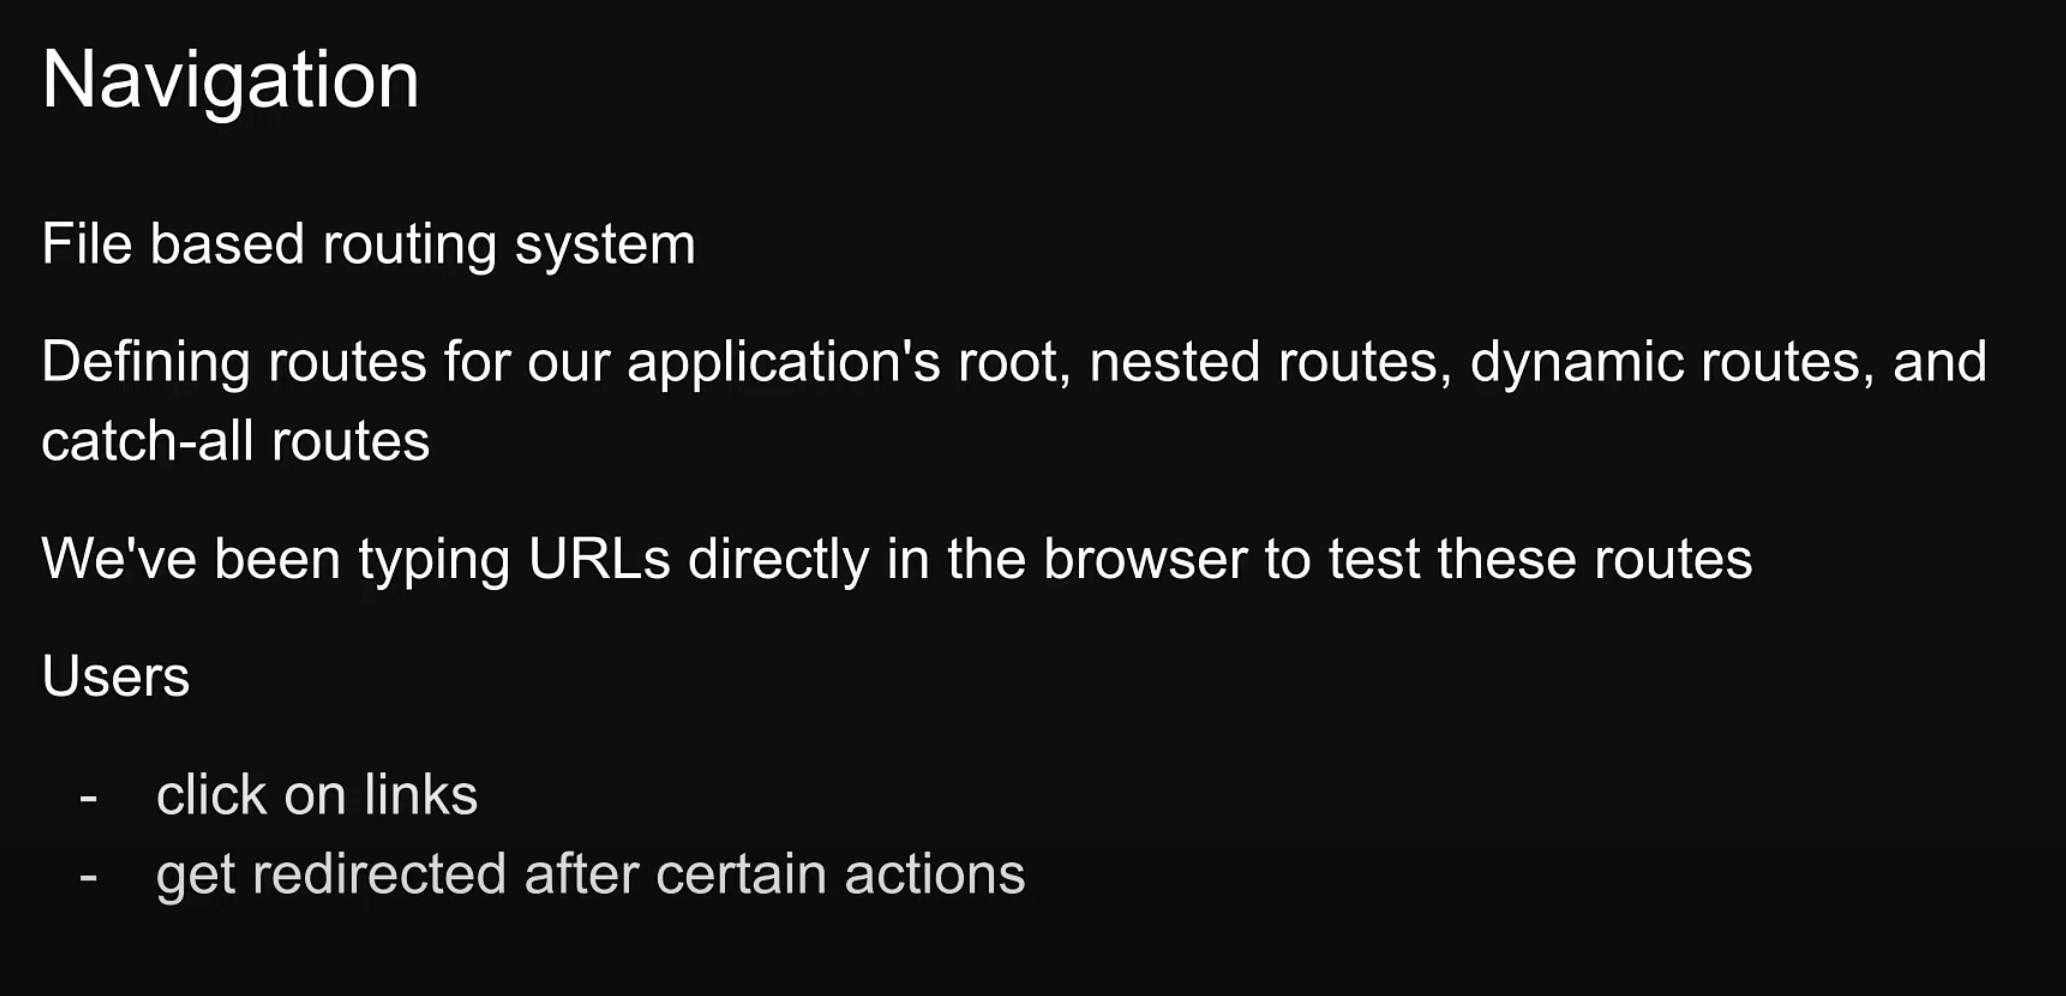 Navigation
File based routing system
Defining routes for our application's root, nested routes, dynamic routes, and
catch-all routes
We've been typing URLs directly in the browser to test these routes
Users
- click on links
- get redirected after certain actions